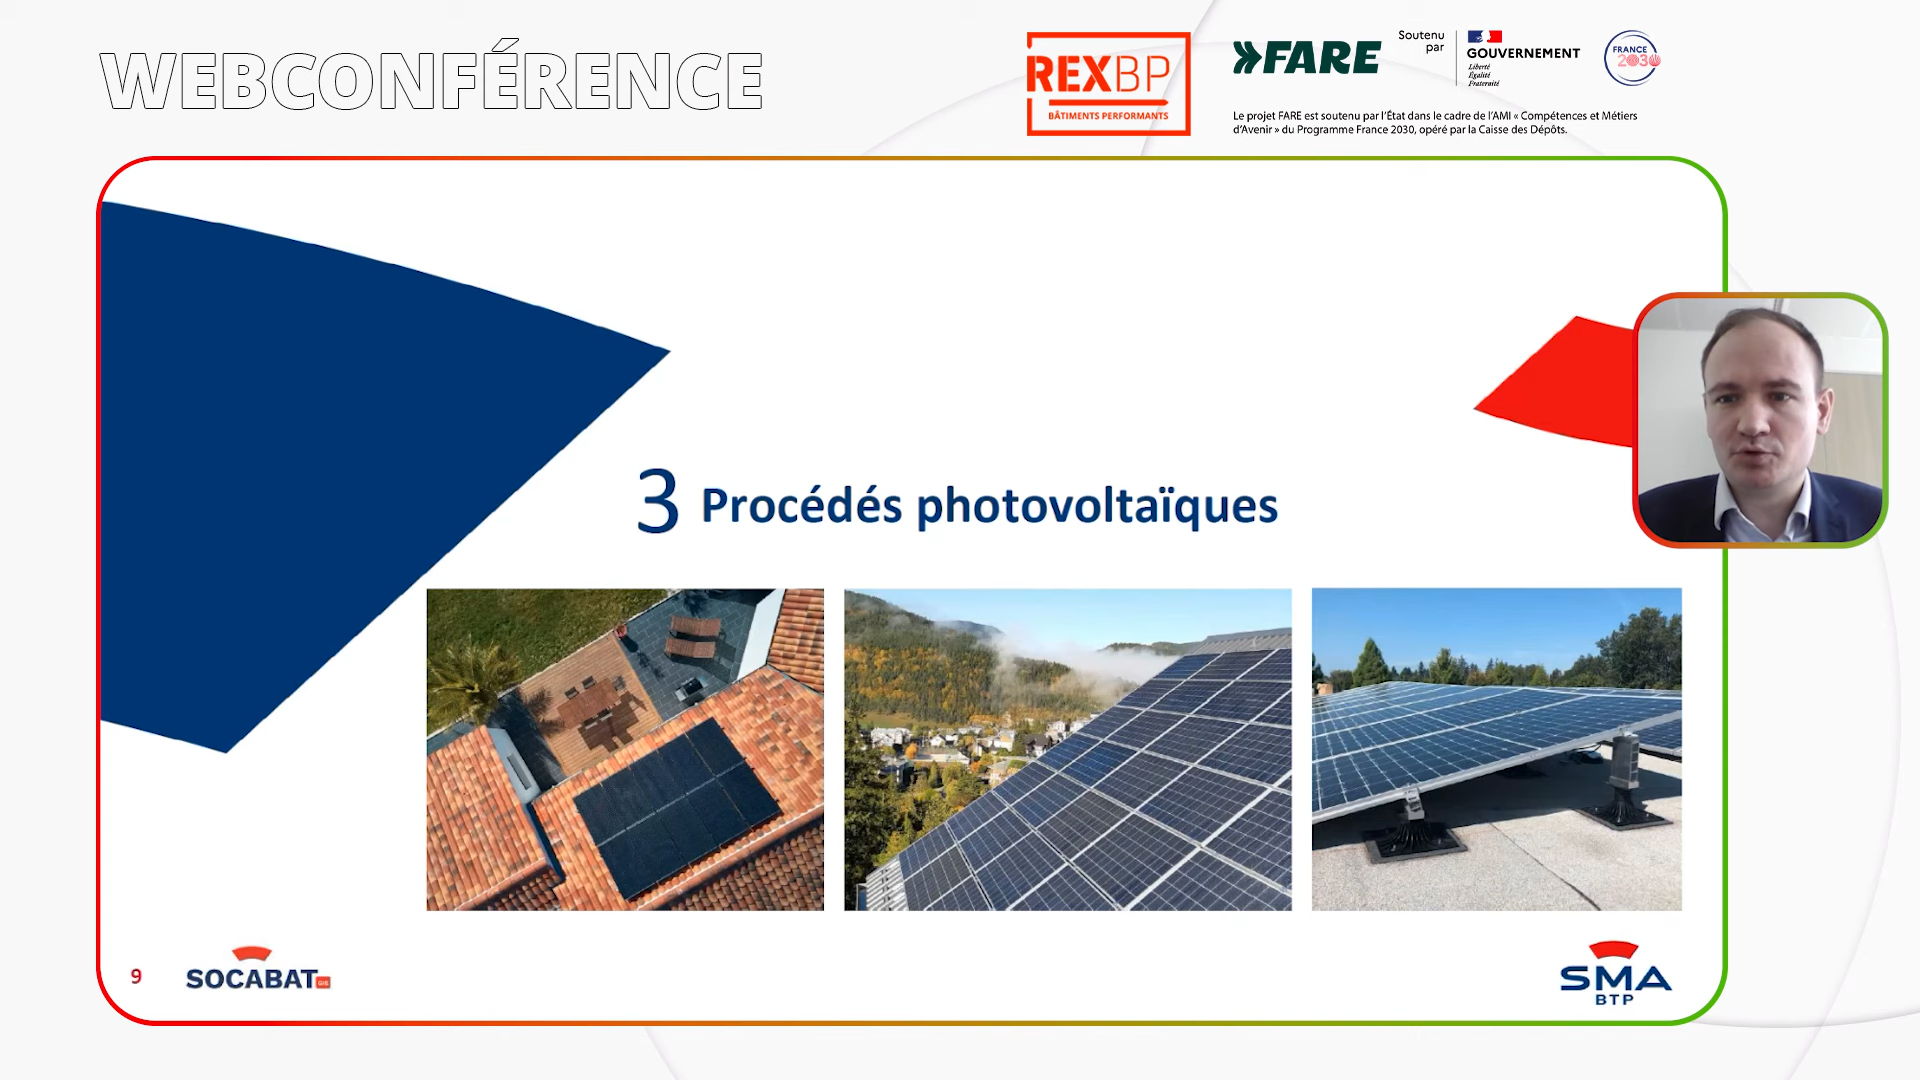 WEBCONFÉRENCE
REXBP
BÂTIMENTS PERFORMANTS
FARE
Soutenu
par
GOUVERNEMENT
Liberté
Égalité
Fraternité
FRANCE
2030
Le projet FARE est soutenu par l'État dans le cadre de l'AMI « Compétences et Métiers
d'Avenir » du Programme France 2030, opéré par la Caisse des Dépôts.
3 Procédés photovoltaïques
9
SOCABAT
GIE
SMA
BTP